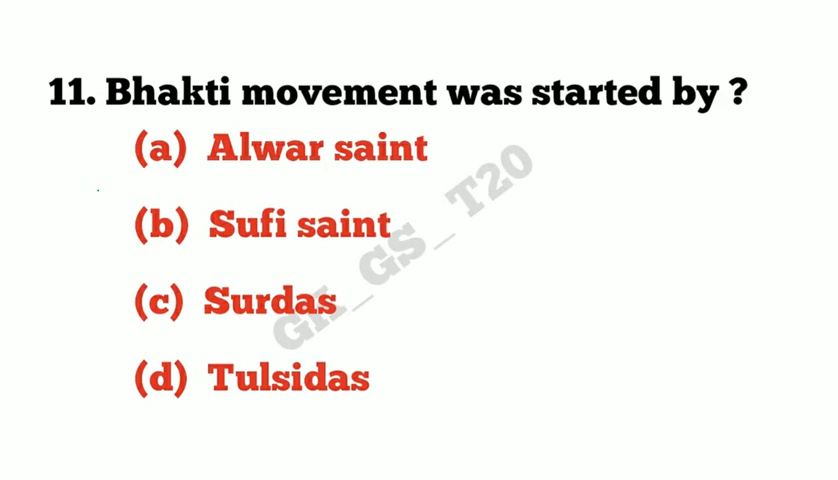 11. Bhakti movement was started by ?
(a) Alwar saint
(b) Sufi saint
(c) Surdas
(d) Tulsidas
GK_GS_T20